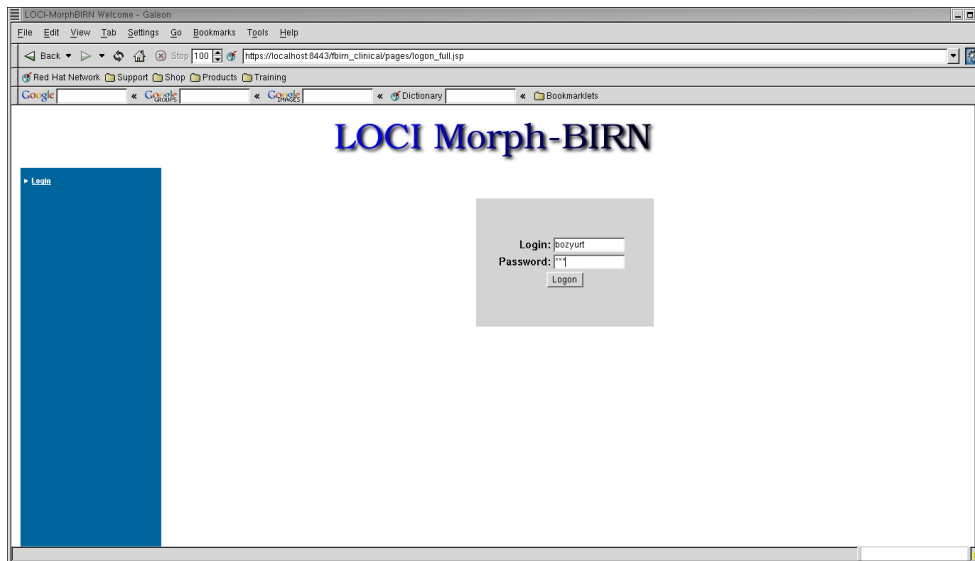 LOCI-MorphBIRN Welcome - Galeon
File Edit View Tab Settings Go Bookmarks Tools Help
Back Stop 100 https://localhost:8443/fbirn_clinical/pages/logon_full.jsp
Red Hat Network Support Shop Products Training
Google « Google GROUPS « Google IMAGES « Dictionary « Bookmarklets
LOCI Morph-BIRN
Login
Login: bozyurt
Password: ***
Logon